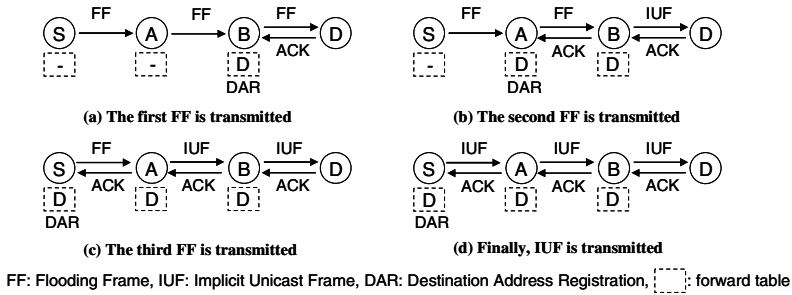 FF FF FF
S A B D
ACK
- - D
DAR
(a) The first FF is transmitted
FF FF IUF
S A B D
ACK ACK
- D D
DAR
(b) The second FF is transmitted
FF IUF IUF
S A B D
ACK ACK ACK
D D D
DAR
(c) The third FF is transmitted
IUF IUF IUF
S A B D
ACK ACK ACK
D D D
DAR
(d) Finally, IUF is transmitted
FF: Flooding Frame, IUF: Implicit Unicast Frame, DAR: Destination Address Registration, : forward table